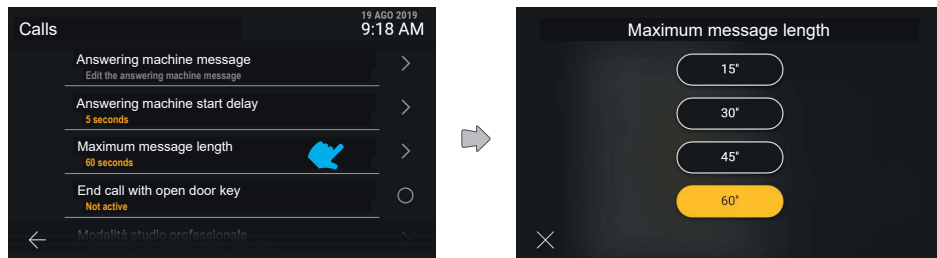 Calls
19 AGO 2019
9:18 AM
Answering machine message
Edit the answering machine message
Answering machine start delay
5 seconds
Maximum message length
60 seconds
End call with open door key
Not active
Modalità studio professionale
Maximum message length
15"
30"
45"
60"